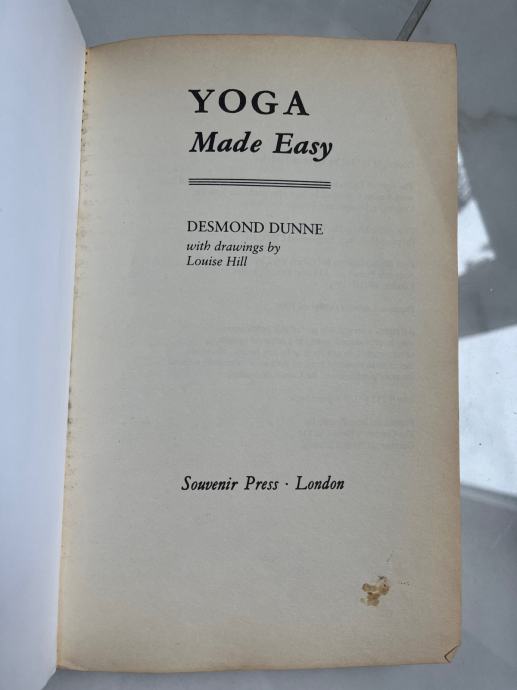 YOGA
Made Easy
DESMOND DUNNE
with drawings by
Louise Hill
Souvenir Press · London